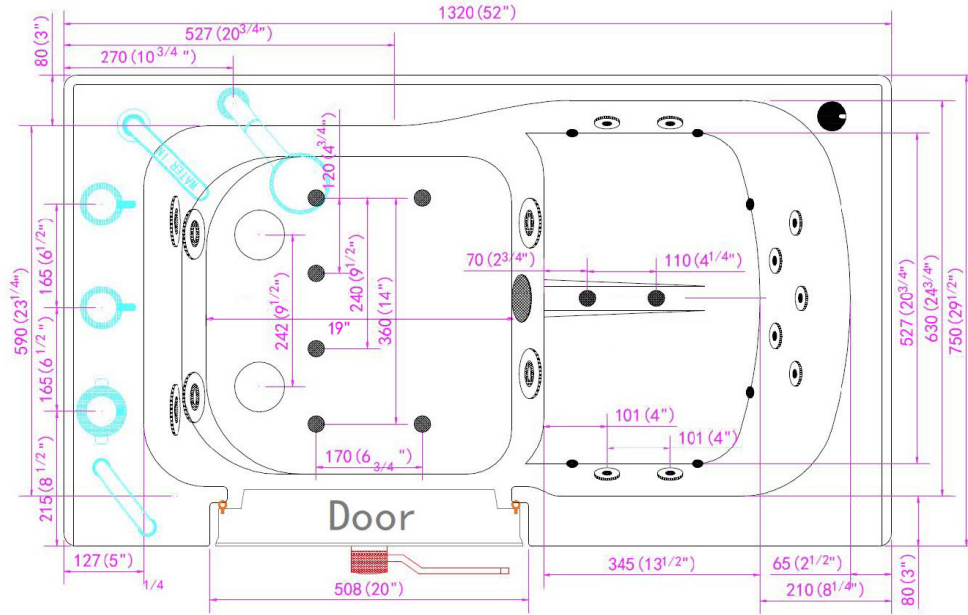 1320 (52")
527 (20 3/4")
270 (10 3/4 ")
80 (3")
120 (4 3/4")
WATER IN
165 (6 1/2")
590 (23 1/4")
165 (6 1/2")
215 (8 1/2")
242 (9 1/2")
240 (9 1/2")
360 (14")
19"
70 (2 3/4")
110 (4 1/4")
527 (20 3/4")
630 (24 3/4")
750 (29 1/2")
101 (4")
101 (4")
170 (6 3/4 ")
Door
127 (5")
1/4
508 (20")
345 (13 1/2")
65 (2 1/2")
210 (8 1/4")
80 (3")